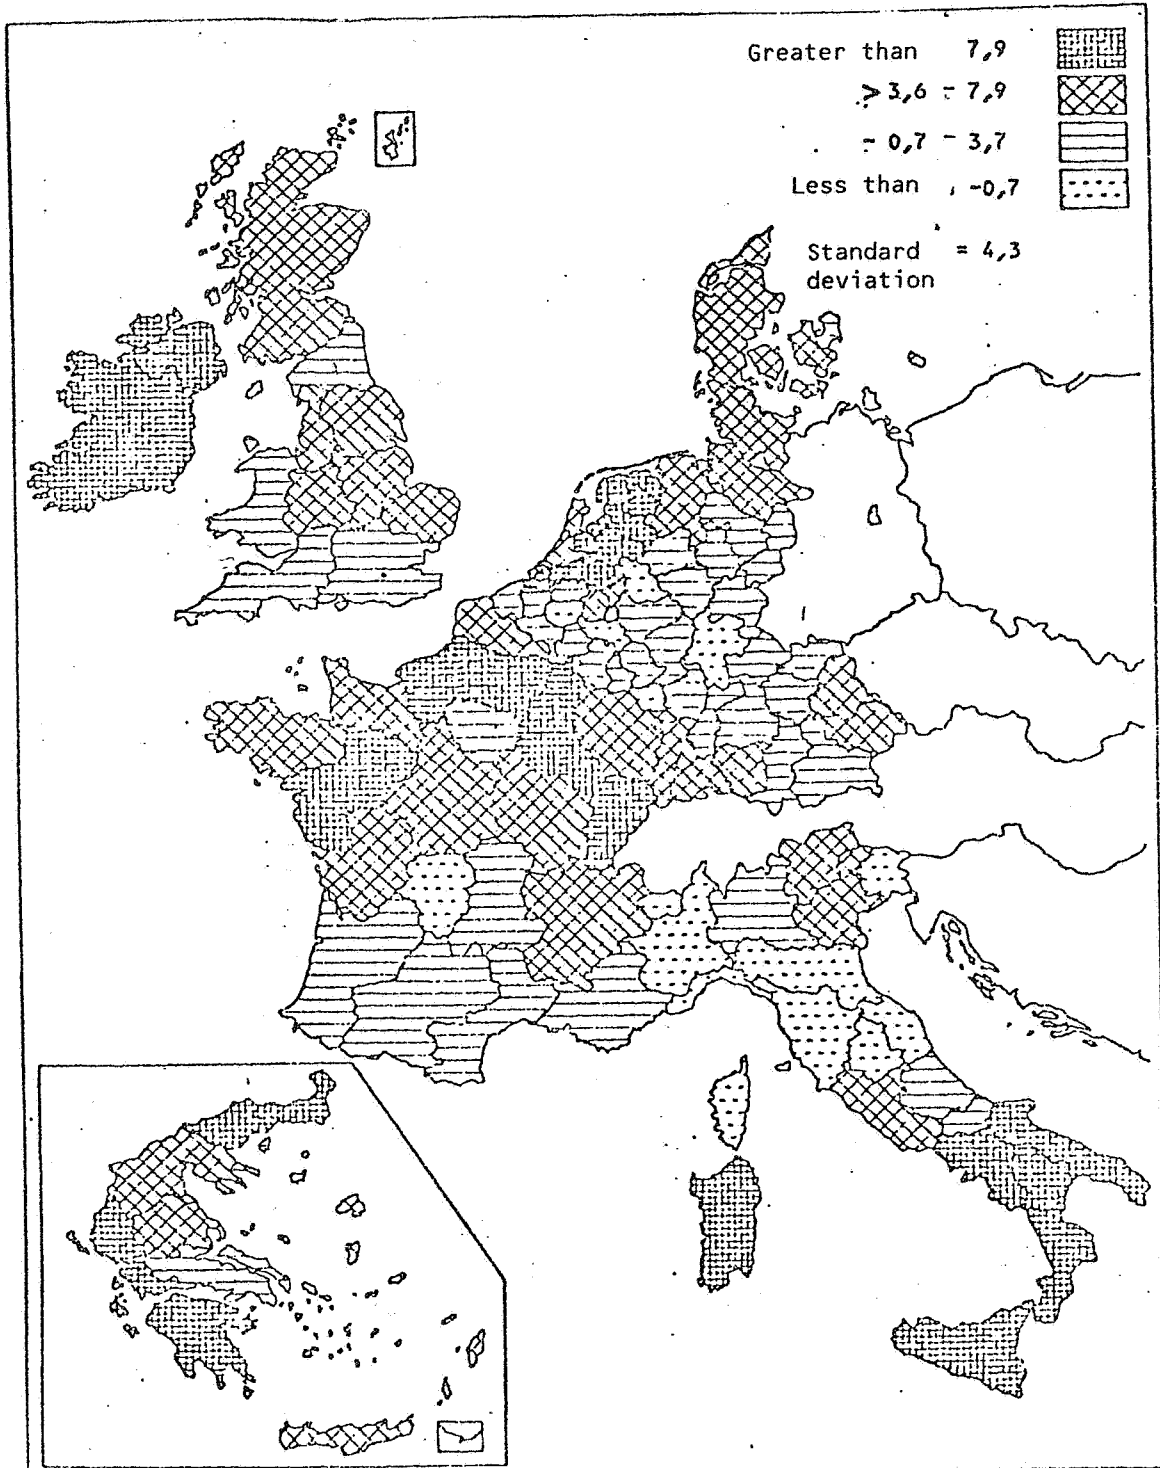 Greater than 7,9
> 3,6 - 7,9
- 0,7 - 3,7
Less than -0,7
Standard = 4,3
deviation